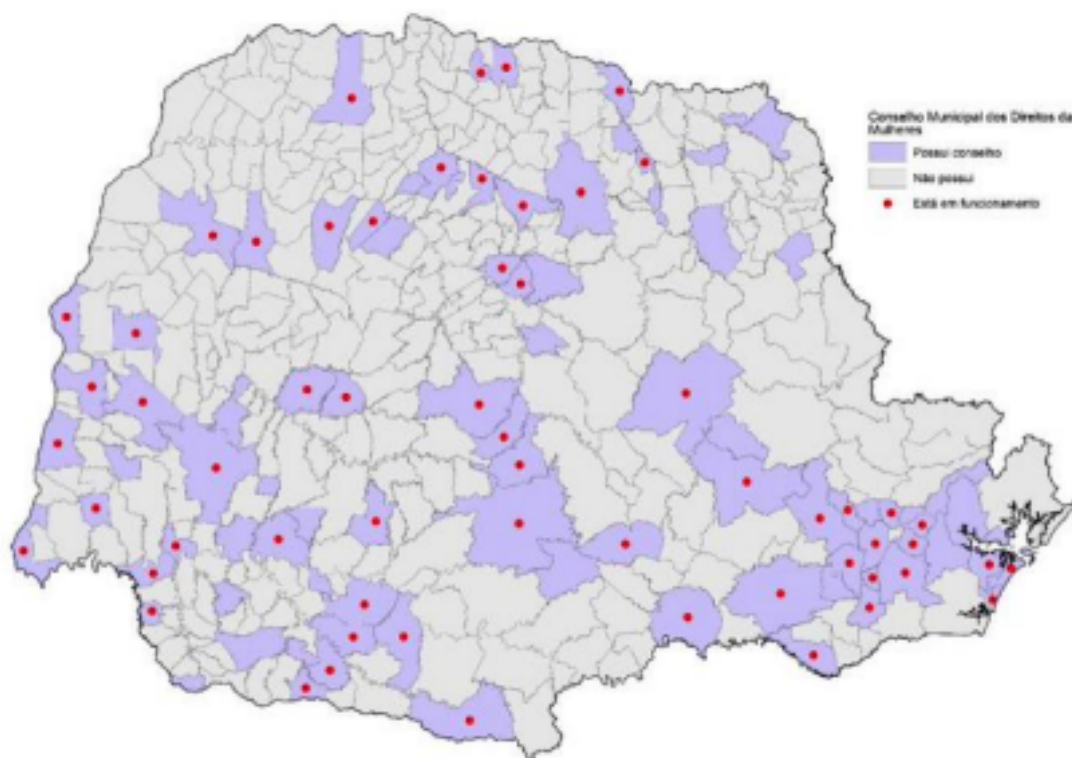 Conselho Municipal dos Direitos da
Mulheres
Possui conselho
Não possui
Está em funcionamento